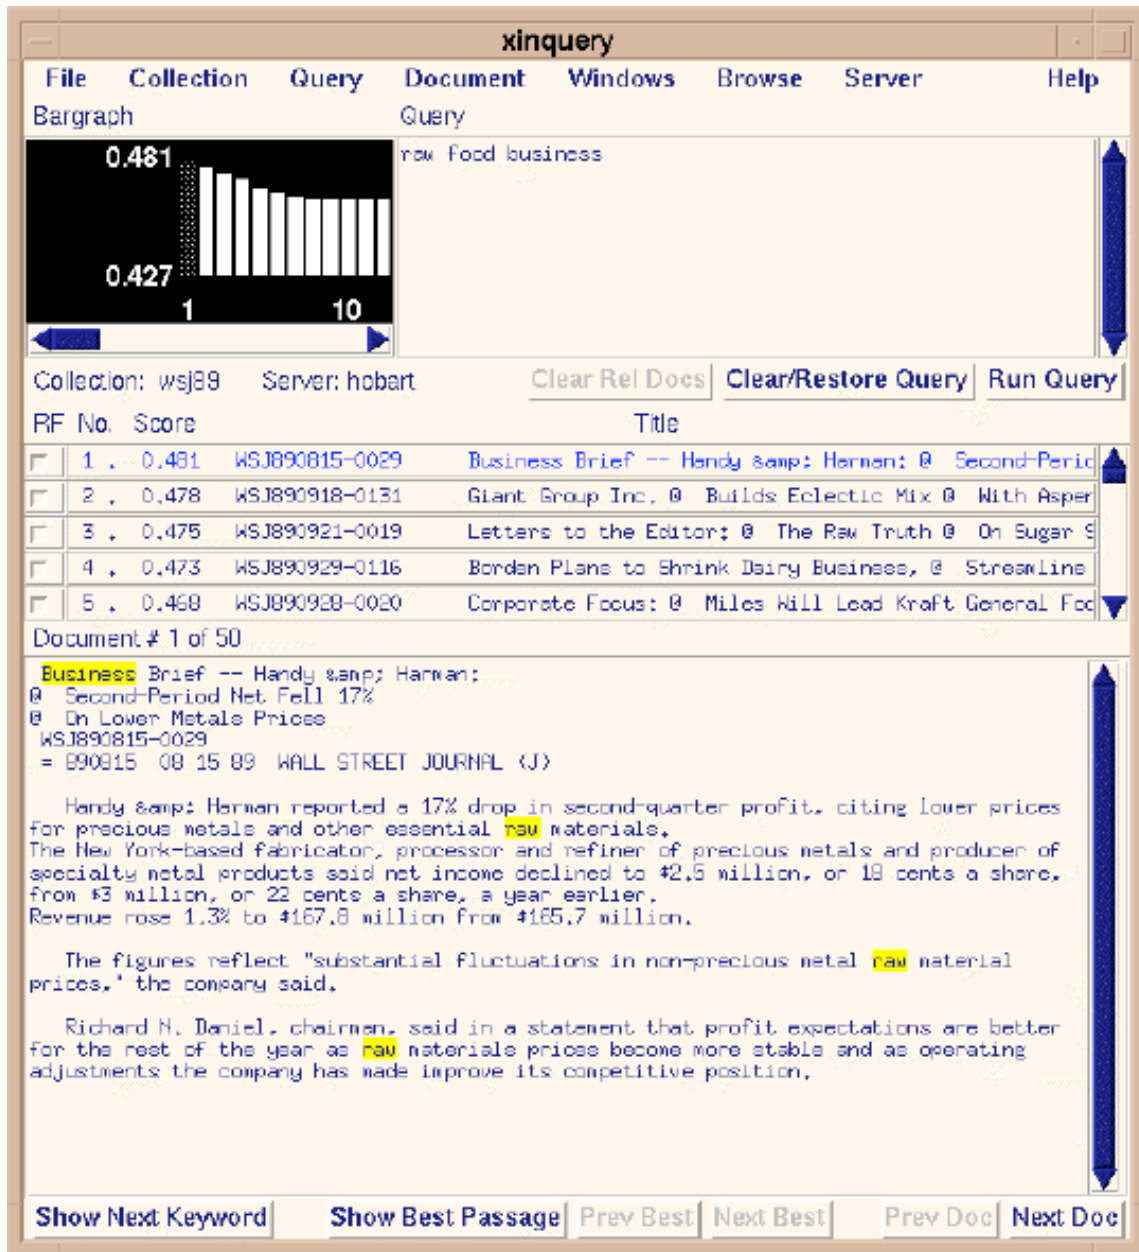 xinquery
File Collection Query Document Windows Browse Server Help
Bargraph Query
0.481
0.427
1 10
raw food business
Collection: wsj89 Server: hobart Clear Rel Docs Clear/Restore Query Run Query
RF No. Score Title
1 . 0.481 WSJ890815-0029 Business Brief -- Handy &amp; Harman: @ Second-Perio
2 . 0.478 WSJ890918-0131 Giant Group Inc. @ Builds Eclectic Mix @ With Asper
3 . 0.475 WSJ890921-0019 Letters to the Editor: @ The Raw Truth @ On Sugar S
4 . 0.473 WSJ890929-0116 Borden Plans to Shrink Dairy Business, @ Streamline
5 . 0.468 WSJ890928-0020 Corporate Focus: @ Miles Will Lead Kraft General Foo
Document # 1 of 50
Business Brief -- Handy &amp; Harman:
@ Second-Period Net Fell 17%
@ On Lower Metals Prices
WSJ890815-0029
= 890815 08 15 89 WALL STREET JOURNAL (J)
Handy &amp; Harman reported a 17% drop in second-quarter profit, citing lower prices
for precious metals and other essential raw materials.
The New York-based fabricator, processor and refiner of precious metals and producer of
specialty metal products said net income declined to $2.5 million, or 18 cents a share,
from $3 million, or 22 cents a share, a year earlier.
Revenue rose 1.3% to $167.8 million from $165.7 million.
The figures reflect "substantial fluctuations in non-precious metal raw material
prices," the company said.
Richard N. Daniel, chairman, said in a statement that profit expectations are better
for the rest of the year as raw materials prices become more stable and as operating
adjustments the company has made improve its competitive position.
Show Next Keyword Show Best Passage Prev Best Next Best Prev Doc Next Doc